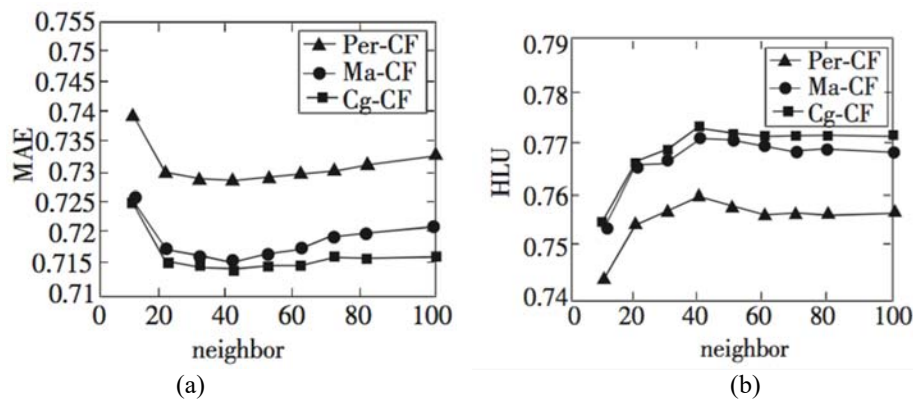 0.755
0.75
0.745
0.74
0.73
0.725
0.72
0.715
0.71
MAE
Per-CF
Ma-CF
Cg-CF
0 20 40 60 80 100
neighbor
(a)
0.79
0.78
0.77
0.76
0.75
0.74
HLU
Per-CF
Ma-CF
Cg-CF
0 20 40 60 80 100
neighbor
(b)